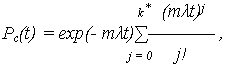 P_c(t) = exp(- mλt) ∑_{j = 0}^{k*} (mλt)^j / j! ,